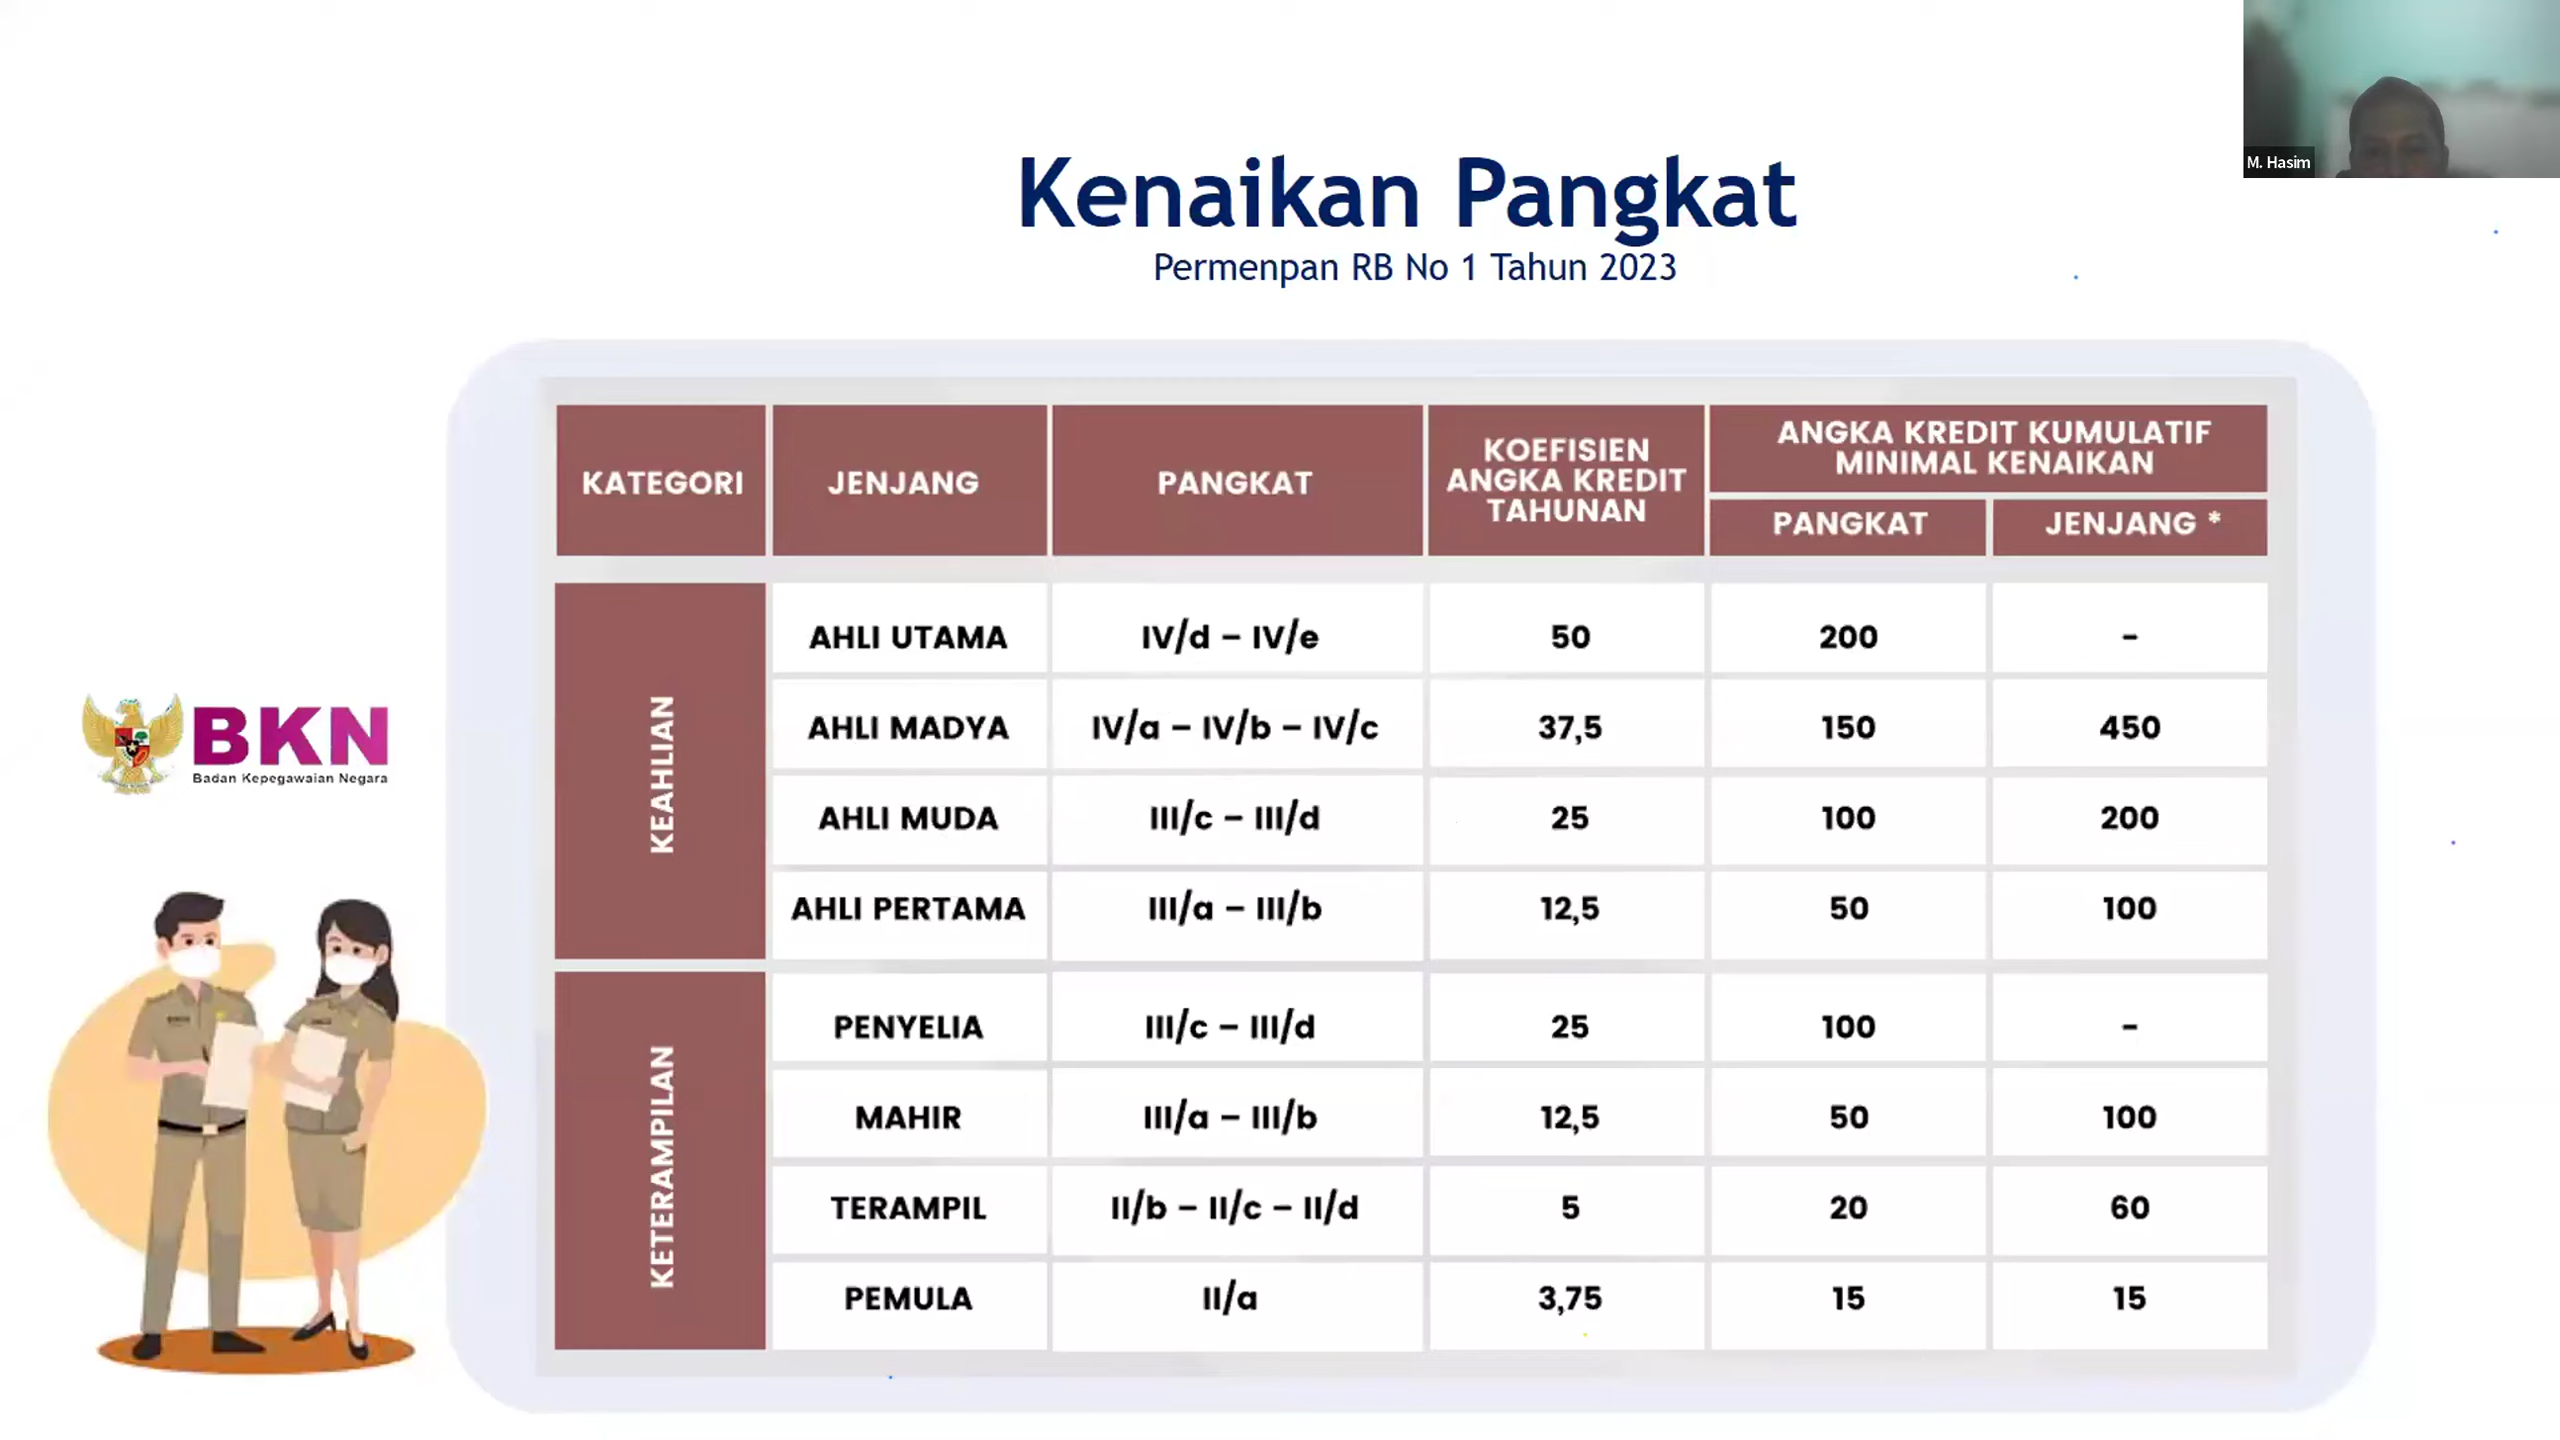 M. Hasim
Kenaikan Pangkat
Permenpan RB No 1 Tahun 2023
KATEGORI
JENJANG
PANGKAT
KOEFISIEN
ANGKA KREDIT
TAHUNAN
ANGKA KREDIT KUMULATIF
MINIMAL KENAIKAN
PANGKAT
JENJANG *
KEAHLIAN
AHLI UTAMA
IV/d – IV/e
50
200
-
AHLI MADYA
IV/a – IV/b – IV/c
37,5
150
450
AHLI MUDA
III/c – III/d
25
100
200
AHLI PERTAMA
III/a – III/b
12,5
50
100
KETERAMPILAN
PENYELIA
III/c – III/d
25
100
-
MAHIR
III/a – III/b
12,5
50
100
TERAMPIL
II/b – II/c – II/d
5
20
60
PEMULA
II/a
3,75
15
15
BKN
Badan Kepegawaian Negara